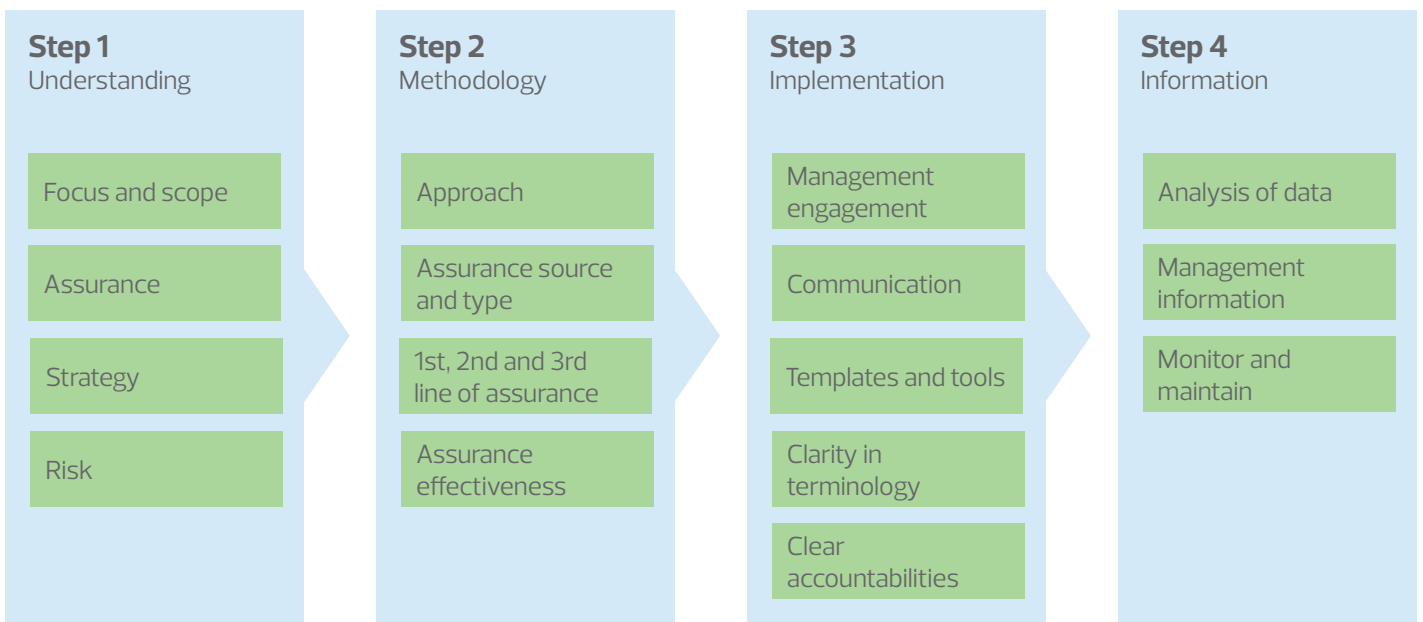 Step 1
Understanding
Focus and scope
Assurance
Strategy
Risk
Step 2
Methodology
Approach
Assurance source
and type
1st, 2nd and 3rd
line of assurance
Assurance
effectiveness
Step 3
Implementation
Management
engagement
Communication
Templates and tools
Clarity in
terminology
Clear
accountabilities
Step 4
Information
Analysis of data
Management
information
Monitor and
maintain